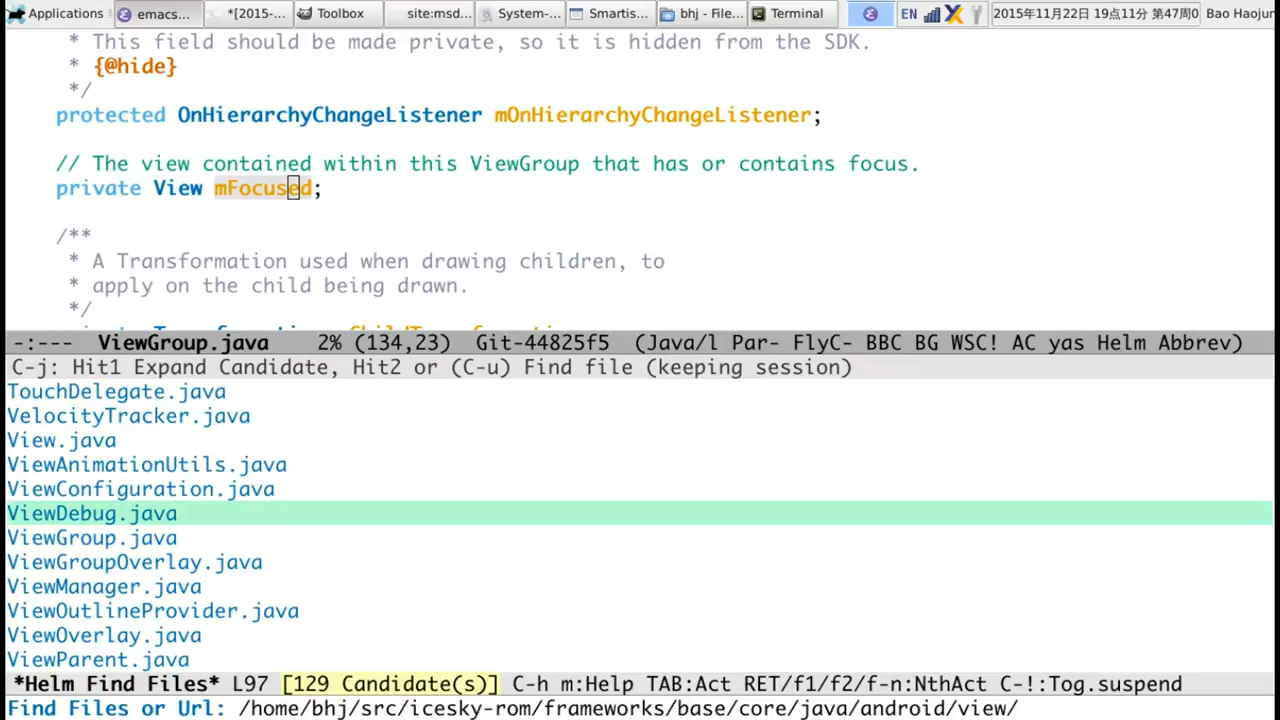 Applications emacs... *[2015-... Toolbox site:msd... System-... Smartis... bhj - File... Terminal EN 2015年11月22日 19点11分 第47周0 Bao Haojun
* This field should be made private, so it is hidden from the SDK.
* {@hide}
*/
protected OnHierarchyChangeListener mOnHierarchyChangeListener;
// The view contained within this ViewGroup that has or contains focus.
private View mFocused;
/**
* A Transformation used when drawing children, to
* apply on the child being drawn.
*/
-:--- ViewGroup.java 2% (134,23) Git-44825f5 (Java/l Par- FlyC- BBC BG WSC! AC yas Helm Abbrev)
C-j: Hit1 Expand Candidate, Hit2 or (C-u) Find file (keeping session)
TouchDelegate.java
VelocityTracker.java
View.java
ViewAnimationUtils.java
ViewConfiguration.java
ViewDebug.java
ViewGroup.java
ViewGroupOverlay.java
ViewManager.java
ViewOutlineProvider.java
ViewOverlay.java
ViewParent.java
*Helm Find Files* L97 [129 Candidate(s)] C-h m:Help TAB:Act RET/f1/f2/f-n:NthAct C-!:Tog.suspend
Find Files or Url: /home/bhj/src/icesky-rom/frameworks/base/core/java/android/view/